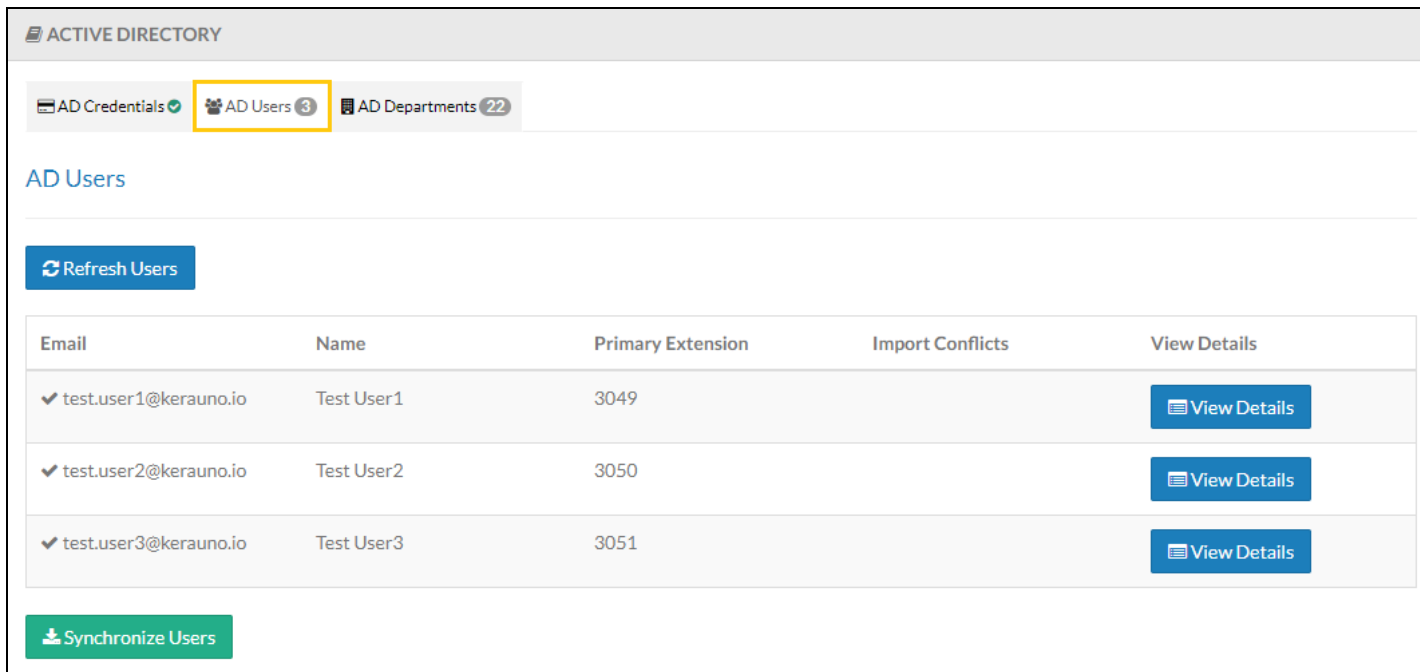 ACTIVE DIRECTORY
AD Credentials AD Users 3 AD Departments 22
AD Users
Refresh Users
Email Name Primary Extension Import Conflicts View Details
test.user1@kerauno.io Test User1 3049 View Details
test.user2@kerauno.io Test User2 3050 View Details
test.user3@kerauno.io Test User3 3051 View Details
Synchronize Users